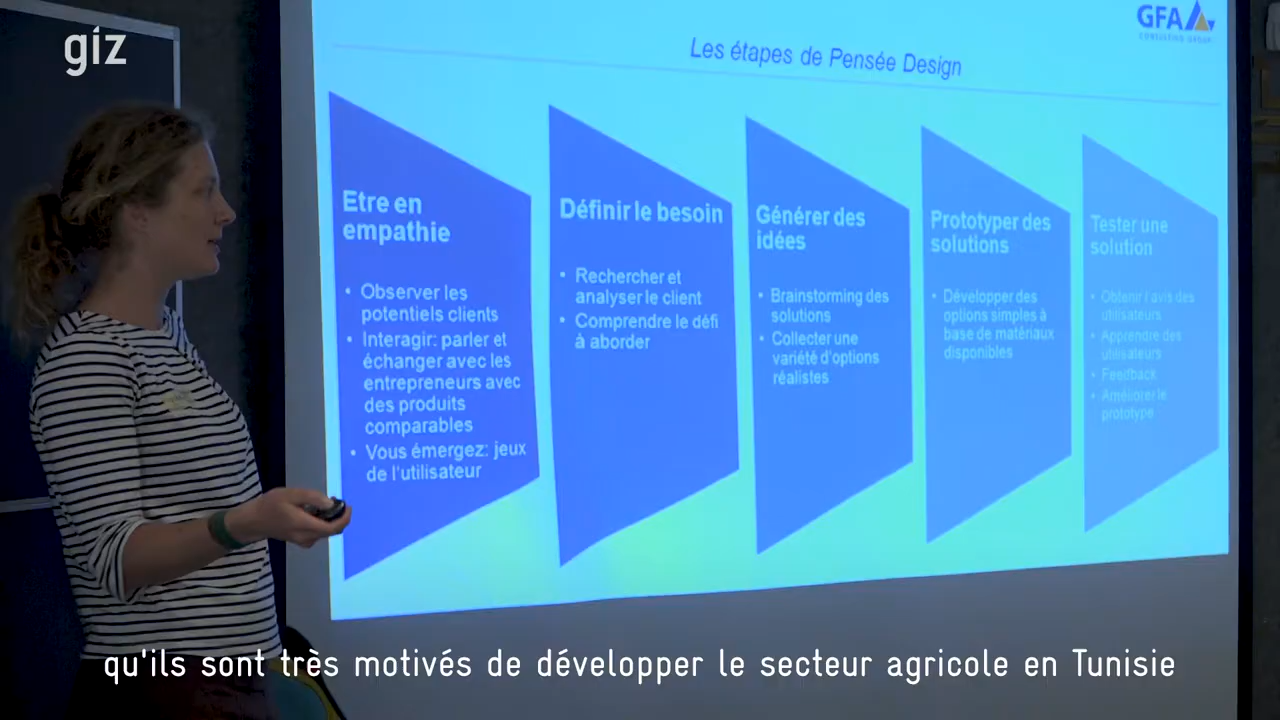 giz
GFA
CONSULTING GROUP
Les étapes de Pensée Design
Etre en
empathie
• Observer les
potentiels clients
• Interagir: parler et
échanger avec les
entrepreneurs avec
des produits
comparables
• Vous émergez: jeux
de l'utilisateur
Définir le besoin
• Rechercher et
analyser le client
• Comprendre le défi
à aborder
Générer des
idées
• Brainstorming des
solutions
• Collecter une
variété d'options
réalistes
Prototyper des
solutions
• Développer des
options simples à
base de matériaux
disponibles
Tester une
solution
• Obtenir l'avis des
utilisateurs
• Apprendre des
utilisateurs
• Feedback
• Améliorer le
prototype
qu'ils sont très motivés de développer le secteur agricole en Tunisie